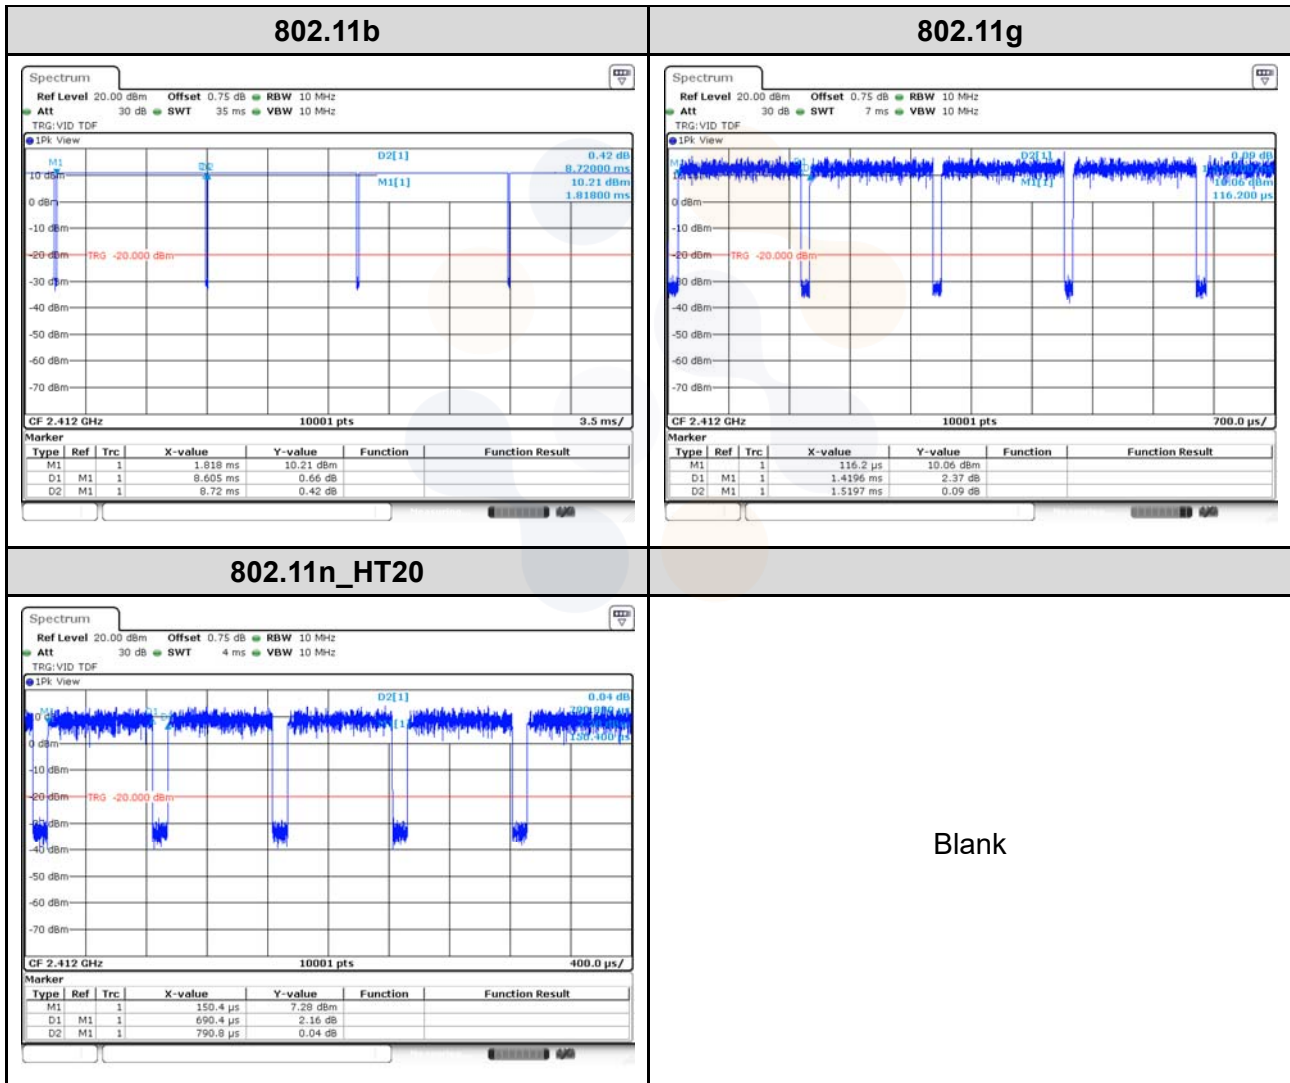 802.11b
802.11g
Spectrum
Ref Level 20.00 dBm Offset 0.75 dB RBW 10 MHz
Att 30 dB SWT 35 ms VBW 10 MHz
TRG:VID TDF
1Pk View
M1
D2
D2[1] 0.42 dB
8.72000 ms
M1[1] 10.21 dBm
1.81800 ms
10 dBm
0 dBm
-10 dBm
-20 dBm
TRG -20.000 dBm
-30 dBm
-40 dBm
-50 dBm
-60 dBm
-70 dBm
CF 2.412 GHz 10001 pts 3.5 ms/
Marker
Type Ref Trc X-value Y-value Function Function Result
M1 1 1.818 ms 10.21 dBm
D1 M1 1 8.605 ms 0.66 dB
D2 M1 1 8.72 ms 0.42 dB
Spectrum
Ref Level 20.00 dBm Offset 0.75 dB RBW 10 MHz
Att 30 dB SWT 7 ms VBW 10 MHz
TRG:VID TDF
1Pk View
D2[1] 0.09 dB
M1[1] 10.06 dBm
116.200 µs
0 dBm
-10 dBm
-20 dBm
TRG -20.000 dBm
-30 dBm
-40 dBm
-50 dBm
-60 dBm
-70 dBm
CF 2.412 GHz 10001 pts 700.0 µs/
Marker
Type Ref Trc X-value Y-value Function Function Result
M1 1 116.2 µs 10.06 dBm
D1 M1 1 1.4196 ms 2.37 dB
D2 M1 1 1.5197 ms 0.09 dB
802.11n_HT20
Spectrum
Ref Level 20.00 dBm Offset 0.75 dB RBW 10 MHz
Att 30 dB SWT 4 ms VBW 10 MHz
TRG:VID TDF
1Pk View
D2[1] 0.04 dB
150.400 µs
0 dBm
-10 dBm
-20 dBm
TRG -20.000 dBm
-40 dBm
-50 dBm
-60 dBm
-70 dBm
CF 2.412 GHz 10001 pts 400.0 µs/
Marker
Type Ref Trc X-value Y-value Function Function Result
M1 1 150.4 µs 7.28 dBm
D1 M1 1 690.4 µs 2.16 dB
D2 M1 1 790.8 µs 0.04 dB
Blank